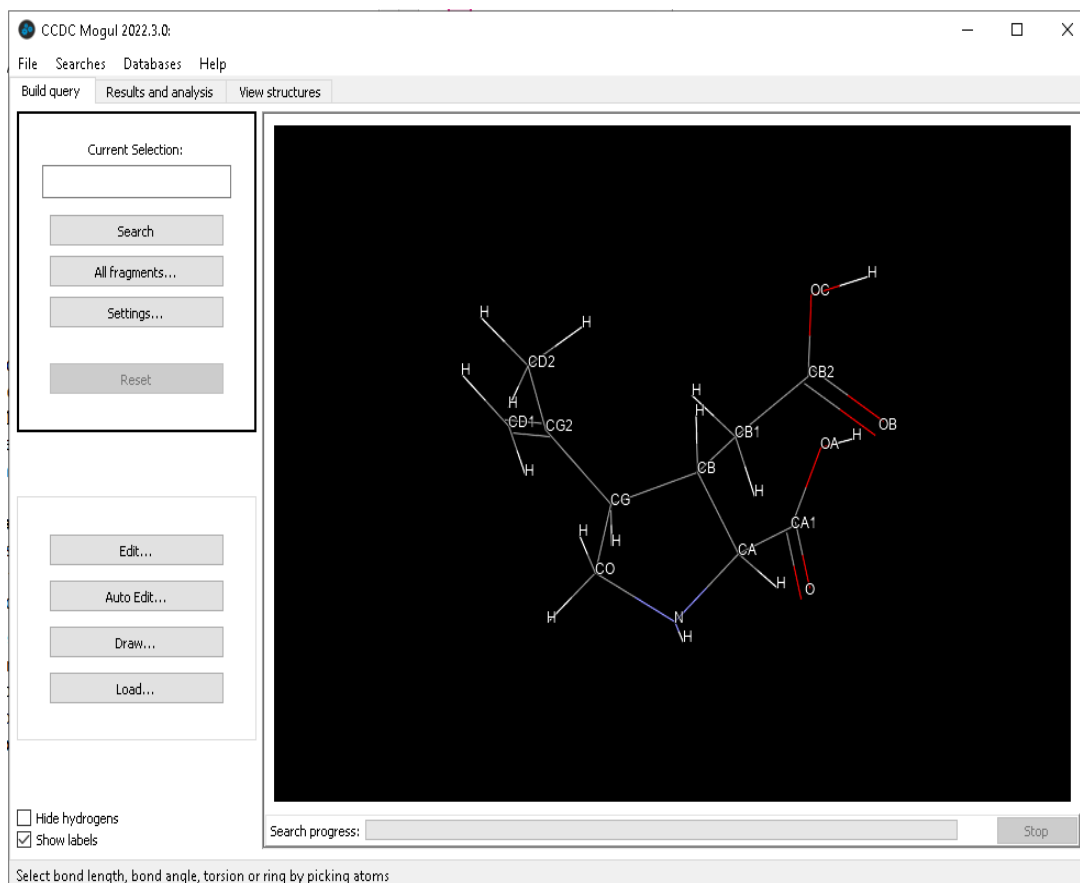 CCDC Mogul 2022.3.0:
File Searches Databases Help
Build query Results and analysis View structures
Current Selection:
Search
All fragments...
Settings...
Reset
Edit...
Auto Edit...
Draw...
Load...
Hide hydrogens
Show labels
H
OC
H
H
CD2
H
CB2
H
H
H
CD1
CG2
CB1
OB
OA
H
H
CB
H
CG
CA1
H
H
CA
CO
H
O
H
N
H
Search progress:
Stop
Select bond length, bond angle, torsion or ring by picking atoms